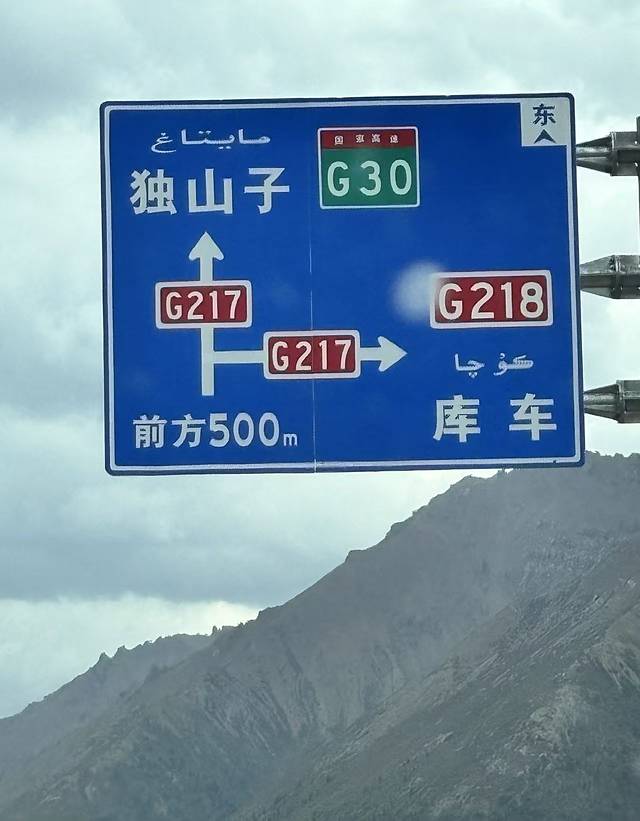 东
مايتاغ
国家高速
独山子
G30
G217
G218
G217
كۇچا
库车
前方500m